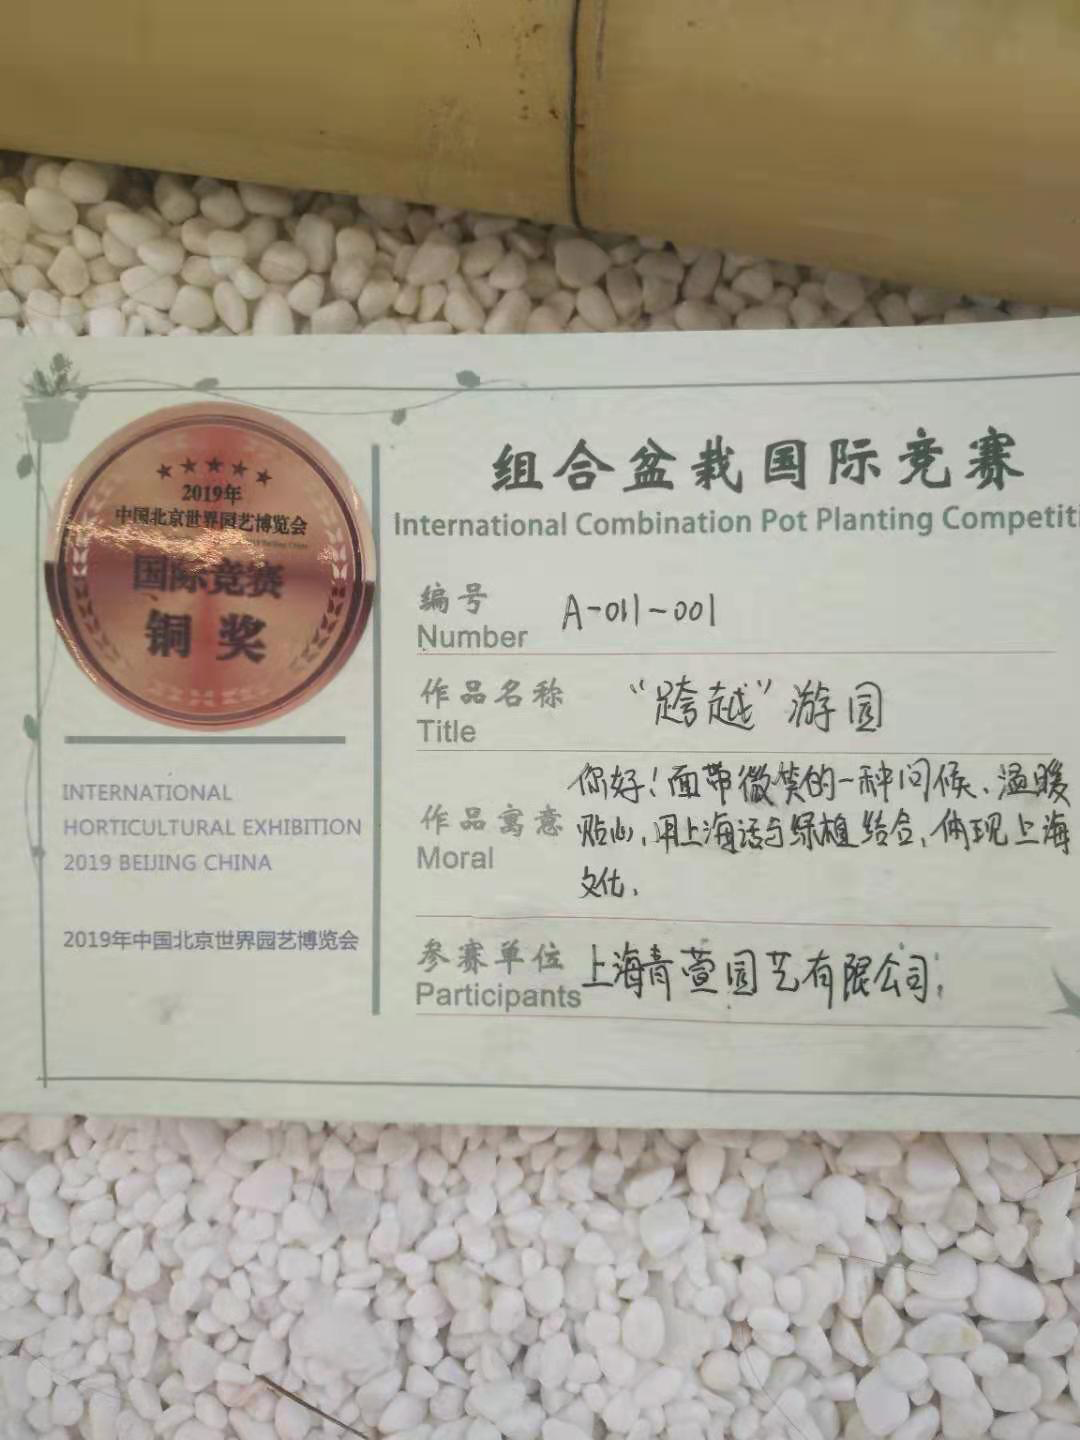 2019年
中国北京世界园艺博览会
国际竞赛
铜奖
INTERNATIONAL
HORTICULTURAL EXHIBITION
2019 BEIJING CHINA
2019年中国北京世界园艺博览会
组合盆栽国际竞赛
International Combination Pot Planting Competiti
编号 A-011-001
Number
作品名称 “跨越”游园
Title
你好！面带微笑的一种问候、温暖
作品寓意 贴心,用上海话与绿植结合,体现上海
Moral
文化.
参赛单位 上海青萱园艺有限公司;
Participants